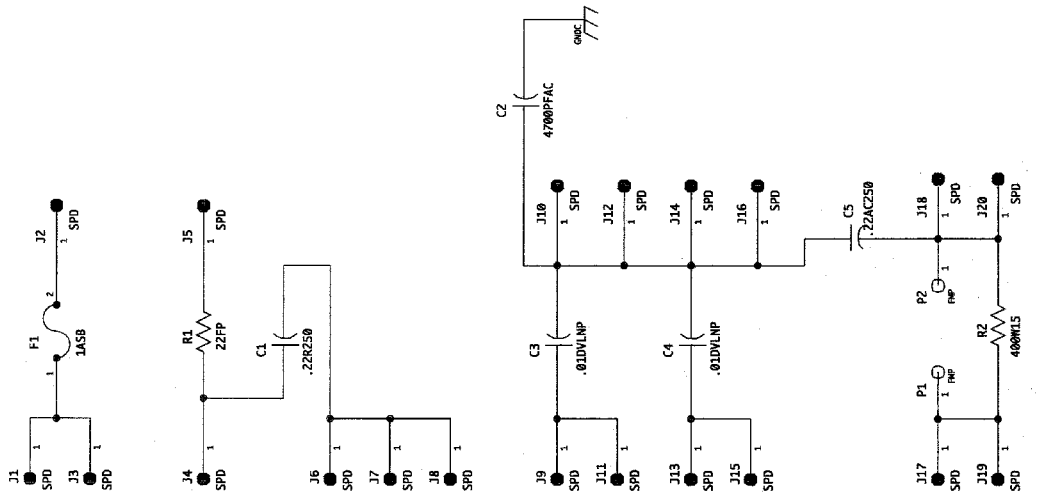 J1
SPD
1
J3
SPD
1
F1
1ASB
1
2
J2
SPD
1
J4
SPD
1
R1
22FP
J5
SPD
1
C1
.22R250
J6
SPD
1
J7
SPD
1
J8
SPD
1
C2
4700PFAC
GNDC
J10
SPD
1
J12
SPD
1
J14
SPD
1
J16
SPD
1
C3
.01DVLNP
C4
.01DVLNP
J9
SPD
1
J11
SPD
1
J13
SPD
1
J15
SPD
1
C5
.22AC250
J18
SPD
1
J20
SPD
1
P2
FMP
1
P1
FMP
1
R2
400W15
J17
SPD
1
J19
SPD
1